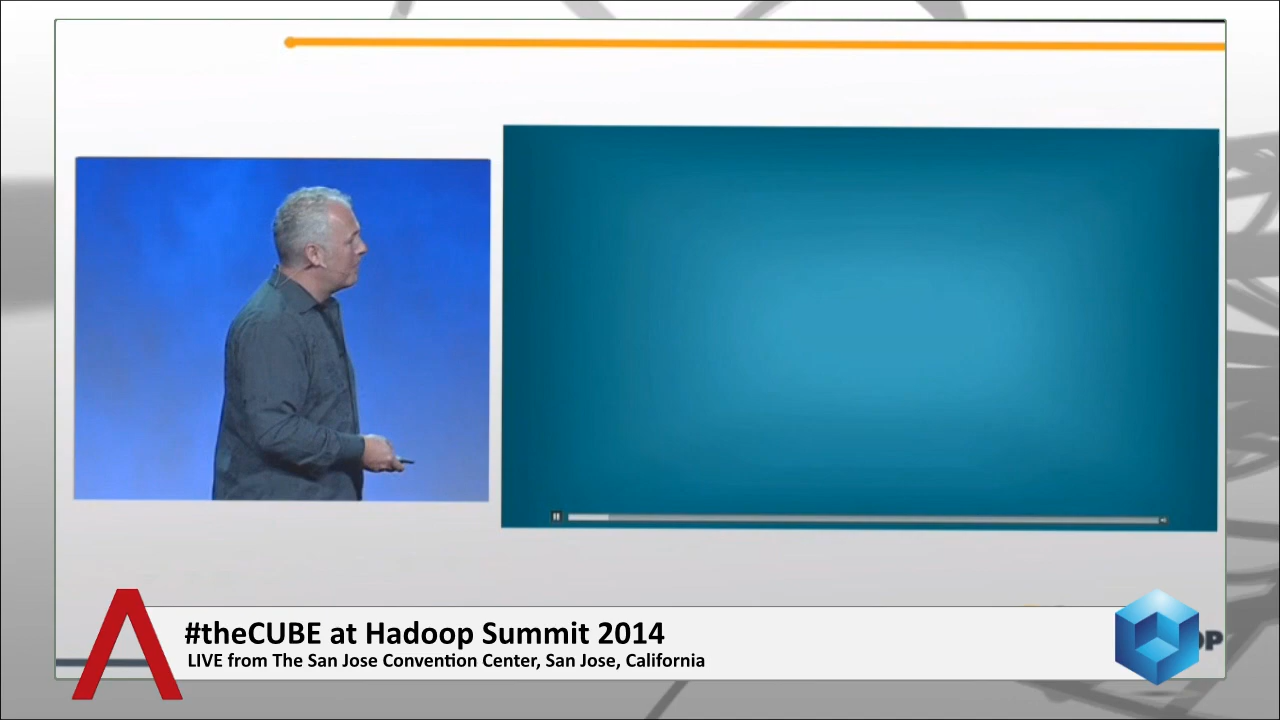 #theCUBE at Hadoop Summit 2014
LIVE from The San Jose Convention Center, San Jose, California